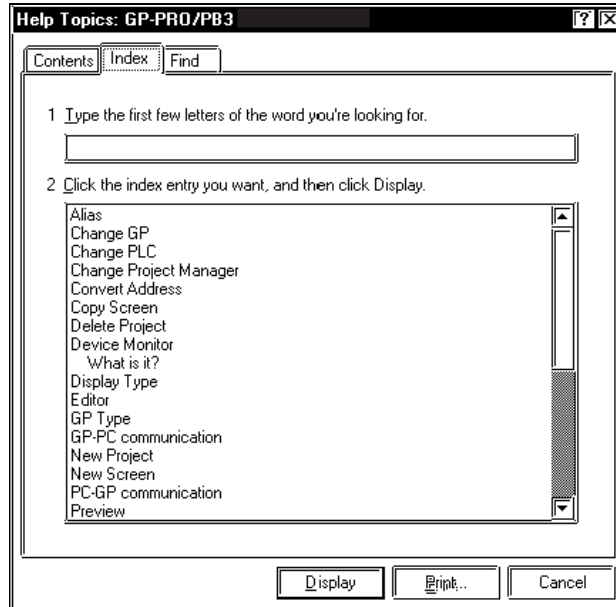 Help Topics: GP-PRO/PB3
Contents Index Find
1 Type the first few letters of the word you're looking for.
2 Click the index entry you want, and then click Display.
Alias
Change GP
Change PLC
Change Project Manager
Convert Address
Copy Screen
Delete Project
Device Monitor
What is it?
Display Type
Editor
GP Type
GP-PC communication
New Project
New Screen
PC-GP communication
Preview
Display Print... Cancel